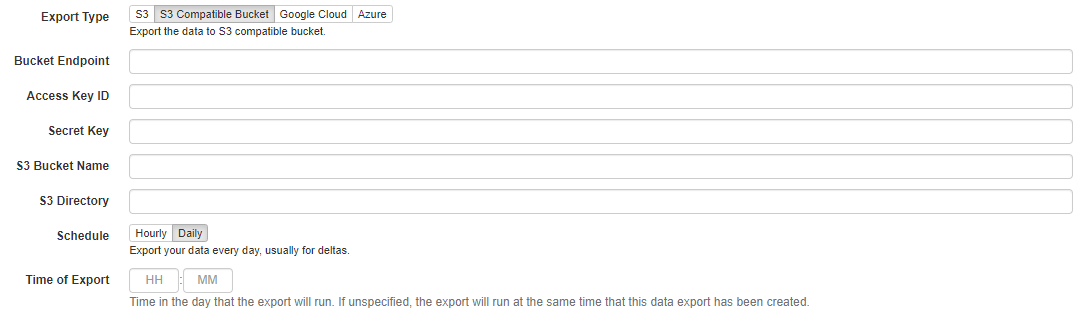 Export Type S3 S3 Compatible Bucket Google Cloud Azure
Export the data to S3 compatible bucket.
Bucket Endpoint
Access Key ID
Secret Key
S3 Bucket Name
S3 Directory
Schedule Hourly Daily
Export your data every day, usually for deltas.
Time of Export HH : MM
Time in the day that the export will run. If unspecified, the export will run at the same time that this data export has been created.